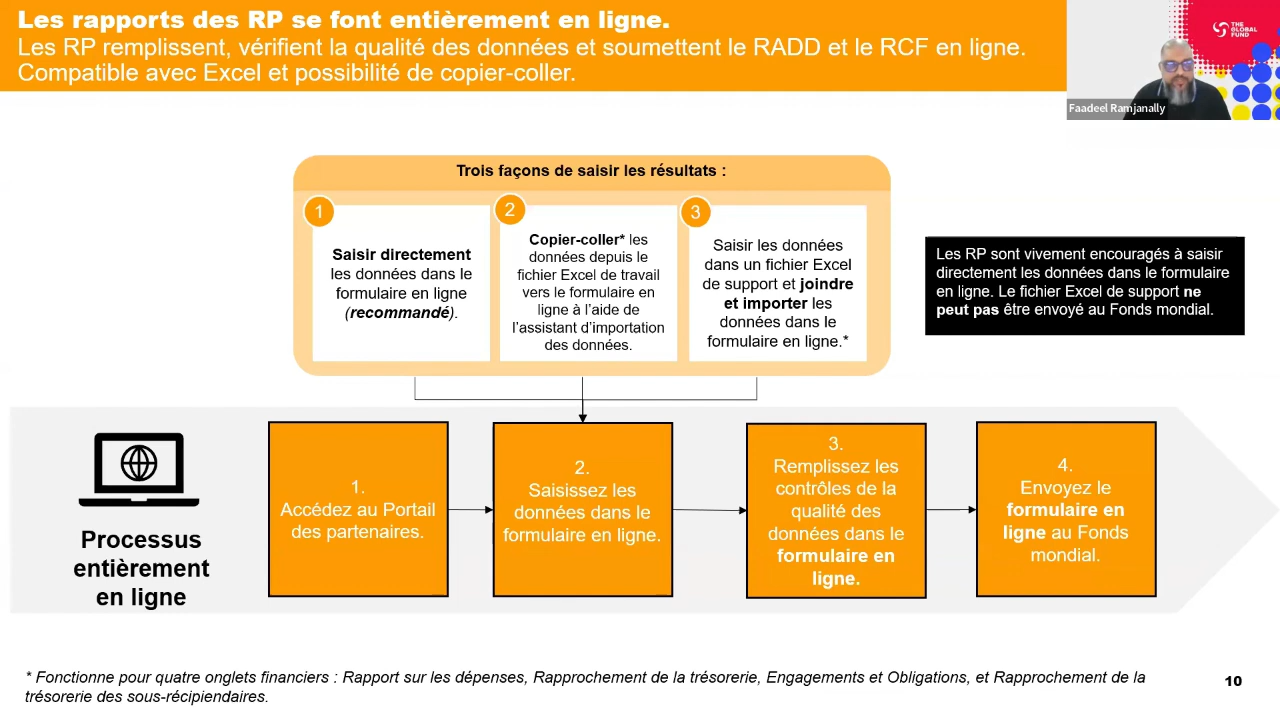 Les rapports des RP se font entièrement en ligne.
Les RP remplissent, vérifient la qualité des données et soumettent le RADD et le RCF en ligne.
Compatible avec Excel et possibilité de copier-coller.
THE
GLOBAL
FUND
Faadeel Ramjanally
Trois façons de saisir les résultats :
1
Saisir directement
les données dans le
formulaire en ligne
(recommandé).
2
Copier-coller* les
données depuis le
fichier Excel de travail
vers le formulaire en
ligne à l'aide de
l'assistant d'importation
des données.
3
Saisir les données
dans un fichier Excel
de support et joindre
et importer les
données dans le
formulaire en ligne.*
Les RP sont vivement encouragés à saisir
directement les données dans le formulaire
en ligne. Le fichier Excel de support ne
peut pas être envoyé au Fonds mondial.
Processus
entièrement
en ligne
1.
Accédez au Portail
des partenaires.
2.
Saisissez les
données dans le
formulaire en ligne.
3.
Remplissez les
contrôles de la
qualité des
données dans le
formulaire en
ligne.
4.
Envoyez le
formulaire en
ligne au Fonds
mondial.
* Fonctionne pour quatre onglets financiers : Rapport sur les dépenses, Rapprochement de la trésorerie, Engagements et Obligations, et Rapprochement de la
trésorerie des sous-récipiendaires.
10